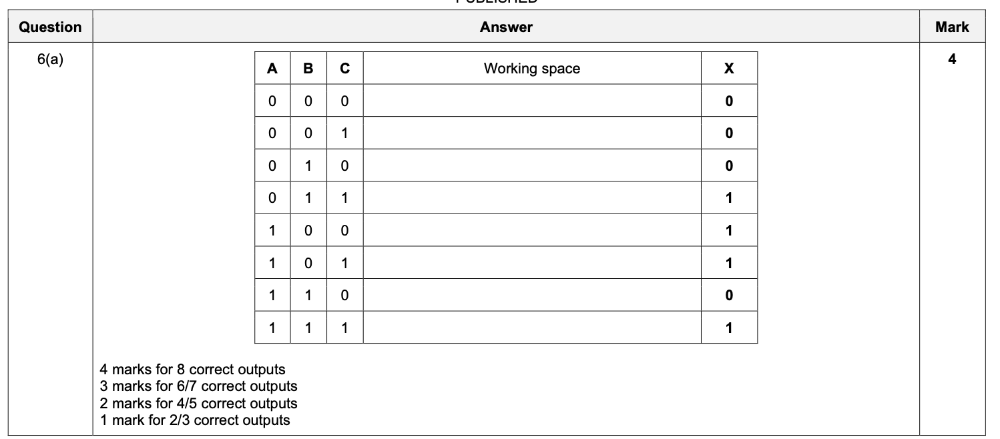 PUBLISHED
Question Answer Mark
6(a) 4
A B C Working space X
0 0 0 0
0 0 1 0
0 1 0 0
0 1 1 1
1 0 0 1
1 0 1 1
1 1 0 0
1 1 1 1
4 marks for 8 correct outputs
3 marks for 6/7 correct outputs
2 marks for 4/5 correct outputs
1 mark for 2/3 correct outputs